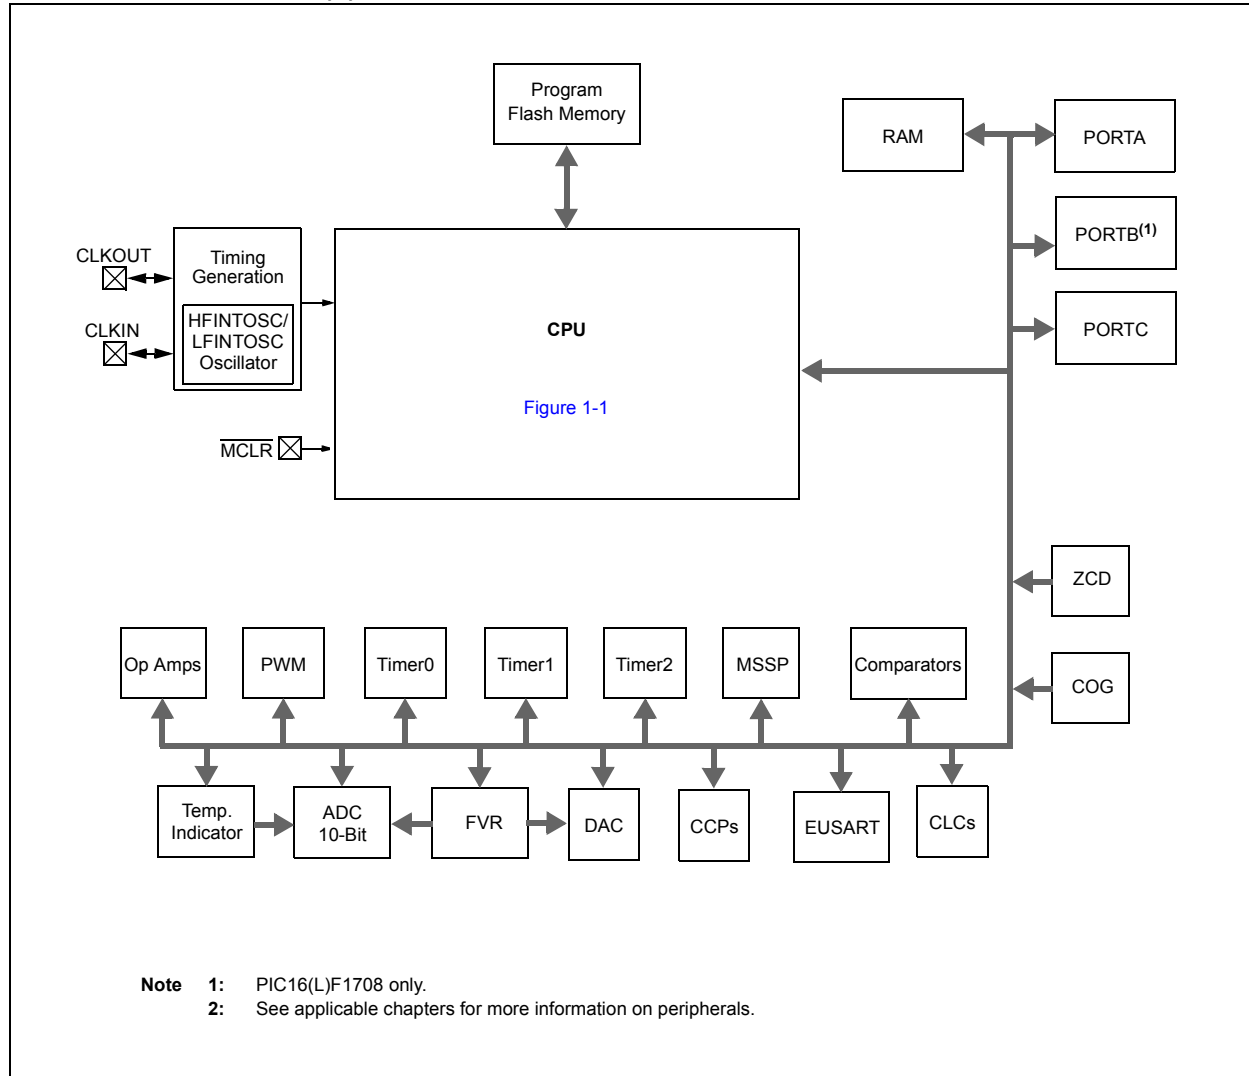 Program
Flash Memory
RAM
PORTA
CLKOUT
Timing
Generation
PORTB(1)
HFINTOSC/
LFINTOSC
Oscillator
CLKIN
CPU
PORTC
Figure 1-1
MCLR
ZCD
Op Amps
PWM
Timer0
Timer1
Timer2
MSSP
Comparators
COG
Temp.
Indicator
ADC
10-Bit
FVR
DAC
CCPs
EUSART
CLCs
Note 1: PIC16(L)F1708 only.
2: See applicable chapters for more information on peripherals.